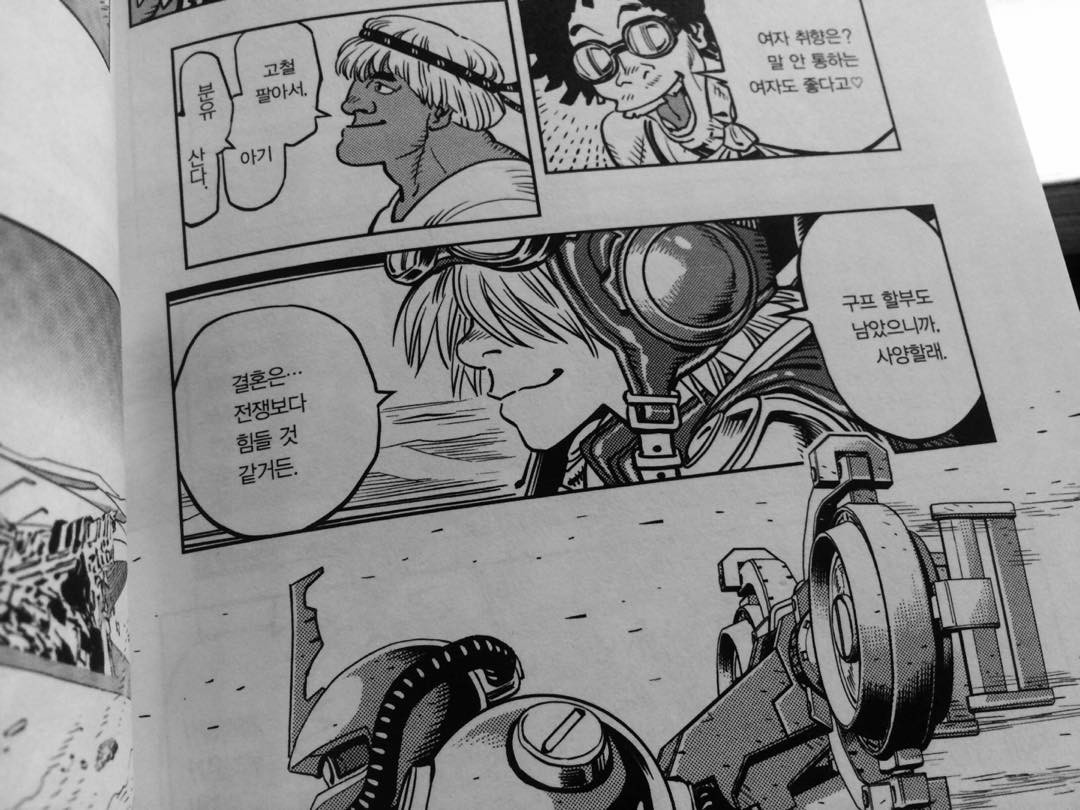 여자 취향은?
말 안 통하는
여자도 좋다고♡
고철
팔아서.
아기
분유
산다.
구프 할부도
남았으니까,
사양할래.
결혼은…
전쟁보다
힘들 것
같거든.